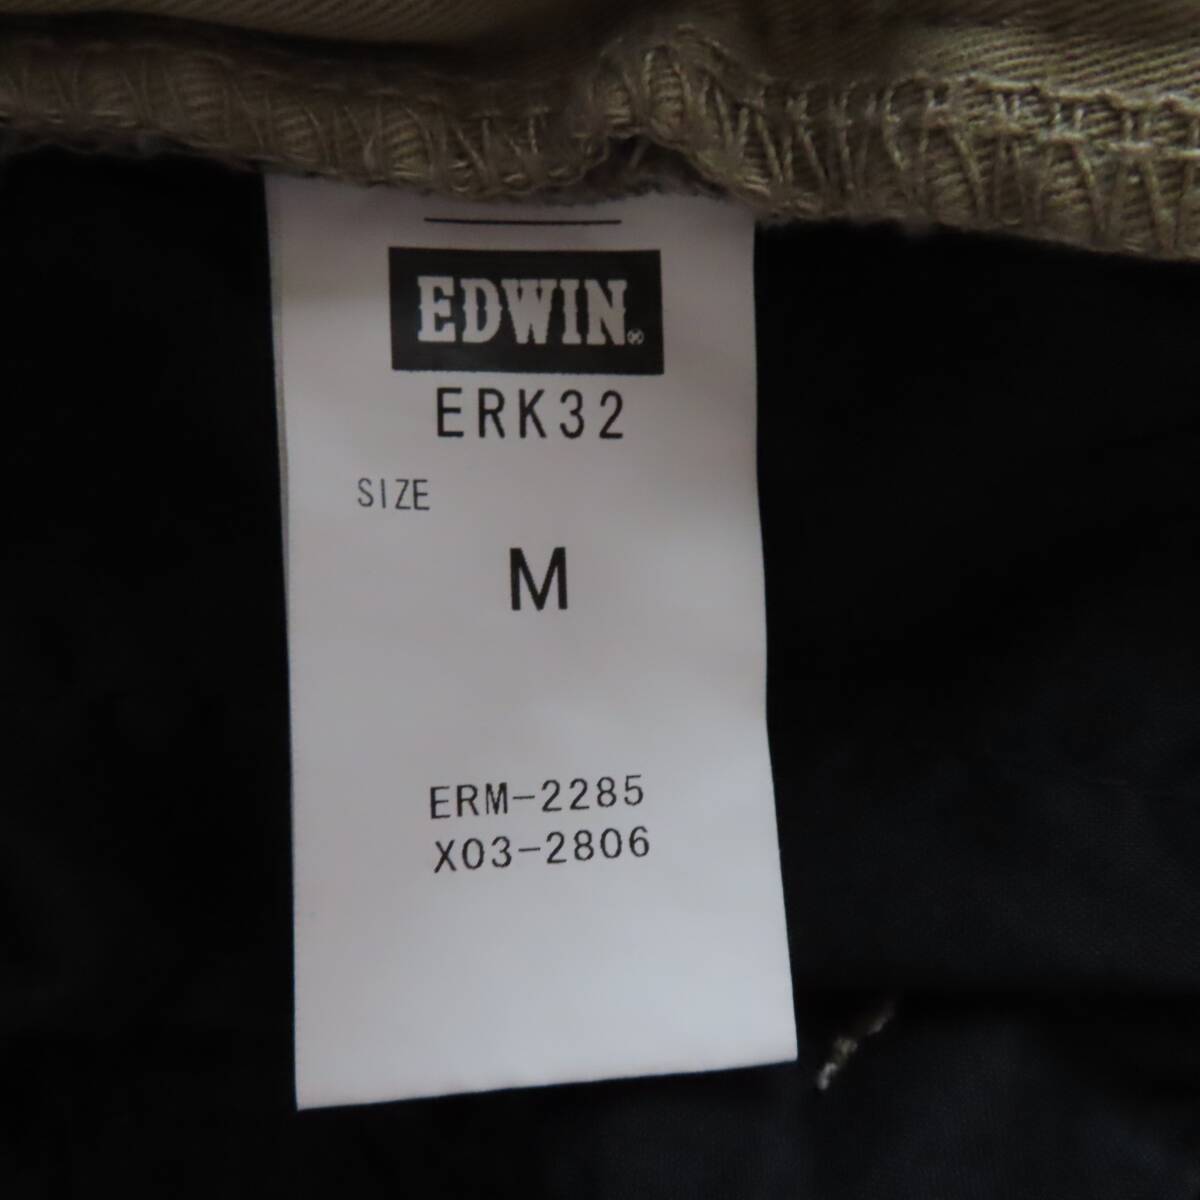 EDWIN
ERK32
SIZE
M
ERM-2285
X03-2806